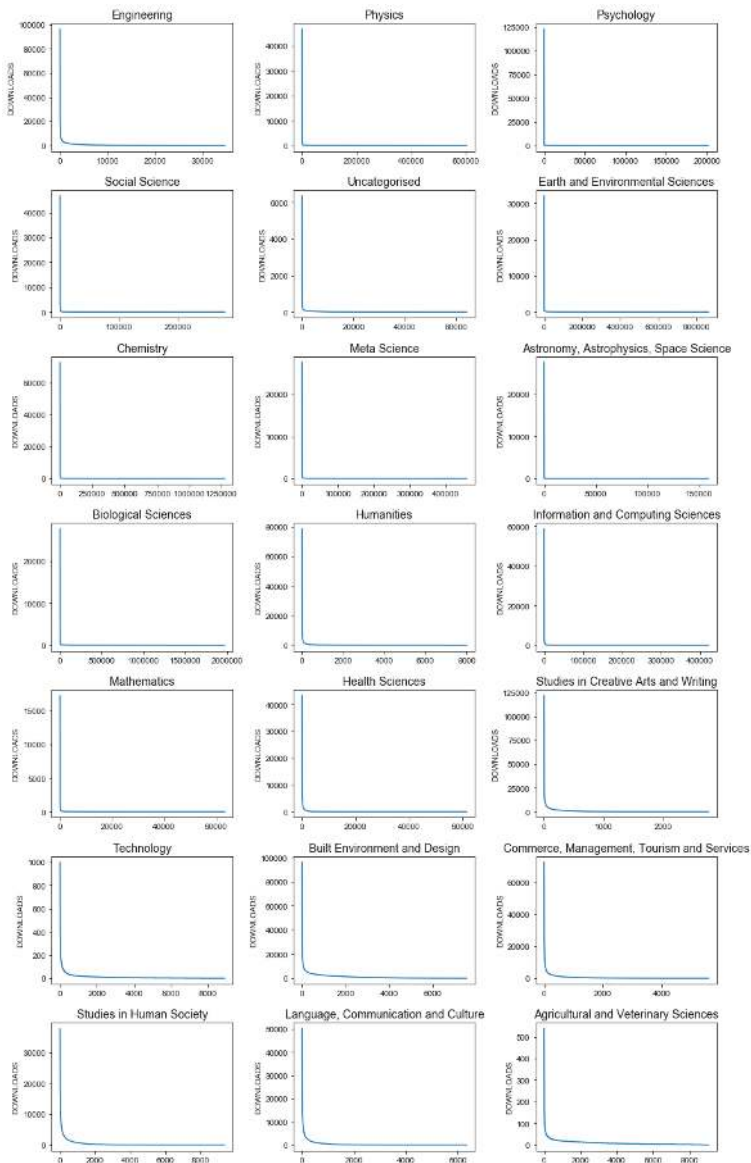 Engineering
100000
80000
60000
40000
20000
0
DOWNLOADS
0 10000 20000 30000
Physics
40000
30000
20000
10000
0
DOWNLOADS
0 200000 400000 600000
Psychology
125000
100000
75000
50000
25000
0
DOWNLOADS
0 50000 100000 150000 200000
Social Science
40000
30000
20000
10000
0
DOWNLOADS
0 100000 200000
Uncategorised
6000
4000
2000
0
DOWNLOADS
0 20000 40000 60000
Earth and Environmental Sciences
30000
20000
10000
0
DOWNLOADS
0 200000 400000 600000 800000
Chemistry
60000
40000
20000
0
DOWNLOADS
0 250000 500000 750000 1000000 1250000
Meta Science
20000
10000
0
DOWNLOADS
0 100000 200000 300000 400000
Astronomy, Astrophysics, Space Science
20000
10000
0
DOWNLOADS
0 50000 100000 150000
Biological Sciences
20000
10000
0
DOWNLOADS
0 500000 1000000 1500000 2000000
Humanities
80000
60000
40000
20000
0
DOWNLOADS
0 2000 4000 6000 8000
Information and Computing Sciences
60000
40000
20000
0
DOWNLOADS
0 100000 200000 300000 400000
Mathematics
15000
10000
5000
0
DOWNLOADS
0 20000 40000 60000
Health Sciences
40000
30000
20000
10000
0
DOWNLOADS
0 20000 40000 60000
Studies in Creative Arts and Writing
125000
100000
75000
50000
25000
0
DOWNLOADS
0 1000 2000
Technology
1000
800
600
400
200
0
DOWNLOADS
0 2000 4000 6000 8000
Built Environment and Design
100000
80000
60000
40000
20000
0
DOWNLOADS
0 2000 4000 6000
Commerce, Management, Tourism and Services
60000
40000
20000
0
DOWNLOADS
0 2000 4000
Studies in Human Society
30000
20000
10000
0
DOWNLOADS
0 2000 4000 6000 8000
Language, Communication and Culture
50000
40000
30000
20000
10000
0
DOWNLOADS
0 2000 4000 6000
Agricultural and Veterinary Sciences
500
400
300
200
100
0
DOWNLOADS
0 2000 4000 6000 8000